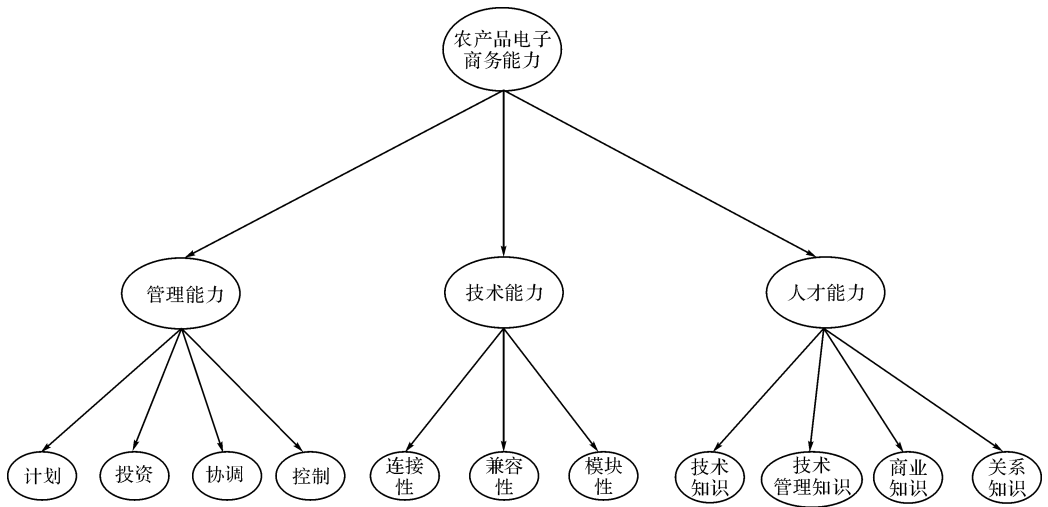 农产品电子
商务能力
管理能力
技术能力
人才能力
计划
投资
协调
控制
连接
性
兼容
性
模块
性
技术
知识
技术
管理知识
商业
知识
关系
知识